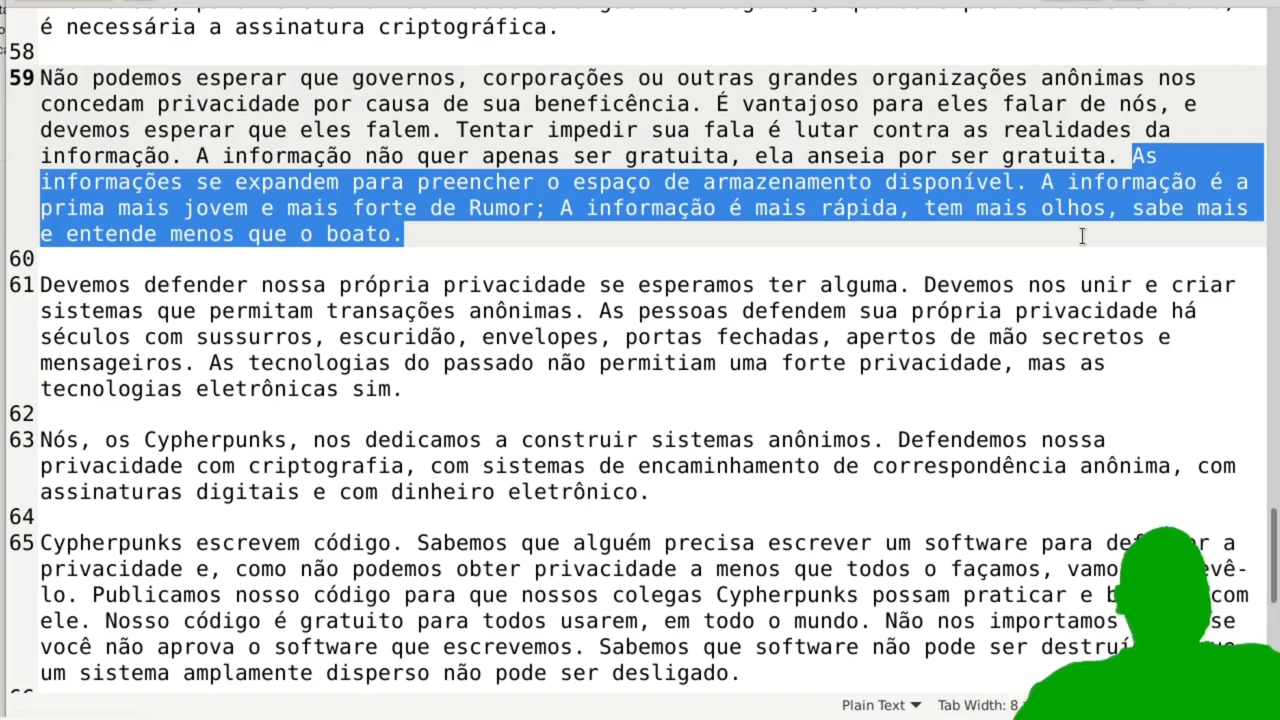 é necessária a assinatura criptográfica.
58
59 Não podemos esperar que governos, corporações ou outras grandes organizações anônimas nos
concedam privacidade por causa de sua beneficência. É vantajoso para eles falar de nós, e
devemos esperar que eles falem. Tentar impedir sua fala é lutar contra as realidades da
informação. A informação não quer apenas ser gratuita, ela anseia por ser gratuita. As
informações se expandem para preencher o espaço de armazenamento disponível. A informação é a
prima mais jovem e mais forte de Rumor; A informação é mais rápida, tem mais olhos, sabe mais
e entende menos que o boato.
60
61 Devemos defender nossa própria privacidade se esperamos ter alguma. Devemos nos unir e criar
sistemas que permitam transações anônimas. As pessoas defendem sua própria privacidade há
séculos com sussurros, escuridão, envelopes, portas fechadas, apertos de mão secretos e
mensageiros. As tecnologias do passado não permitiam uma forte privacidade, mas as
tecnologias eletrônicas sim.
62
63 Nós, os Cypherpunks, nos dedicamos a construir sistemas anônimos. Defendemos nossa
privacidade com criptografia, com sistemas de encaminhamento de correspondência anônima, com
assinaturas digitais e com dinheiro eletrônico.
64
65 Cypherpunks escrevem código. Sabemos que alguém precisa escrever um software para a
privacidade e, como não podemos obter privacidade a menos que todos o façamos,
lo. Publicamos nosso código para que nossos colegas Cypherpunks possam praticar e com
ele. Nosso código é gratuito para todos usarem, em todo o mundo. Não nos importamos se
você não aprova o software que escrevemos. Sabemos que software não pode ser
um sistema amplamente disperso não pode ser desligado.
Plain Text Tab Width: 8